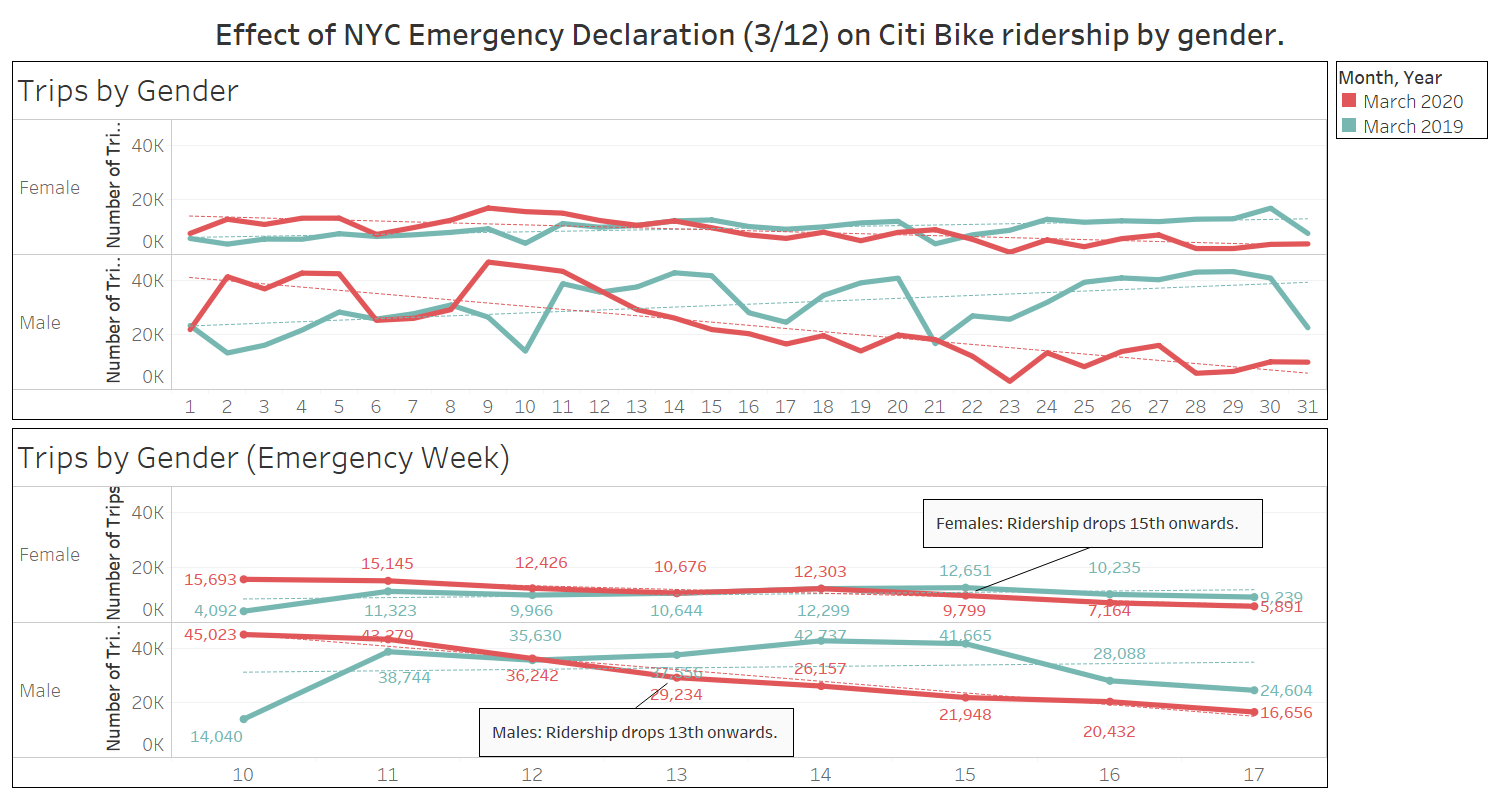 Effect of NYC Emergency Declaration (3/12) on Citi Bike ridership by gender.
Trips by Gender
Month, Year
March 2020
March 2019
Female
Number of Tri..
40K
20K
0K
Male
Number of Tri..
40K
20K
0K
1 2 3 4 5 6 7 8 9 10 11 12 13 14 15 16 17 18 19 20 21 22 23 24 25 26 27 28 29 30 31
Trips by Gender (Emergency Week)
Female
Number of Trips
40K
20K
0K
Females: Ridership drops 15th onwards.
15,693 15,145 12,426 10,676 12,303 12,651 10,235 9,239
4,092 11,323 9,966 10,644 12,299 9,799 7,164 5,891
Male
Number of Tri..
40K
20K
0K
45,023 43,279 35,630 42,737 41,665 28,088 24,604
14,040 38,744 36,242 29,234 26,157 21,948 20,432 16,656
Males: Ridership drops 13th onwards.
10 11 12 13 14 15 16 17